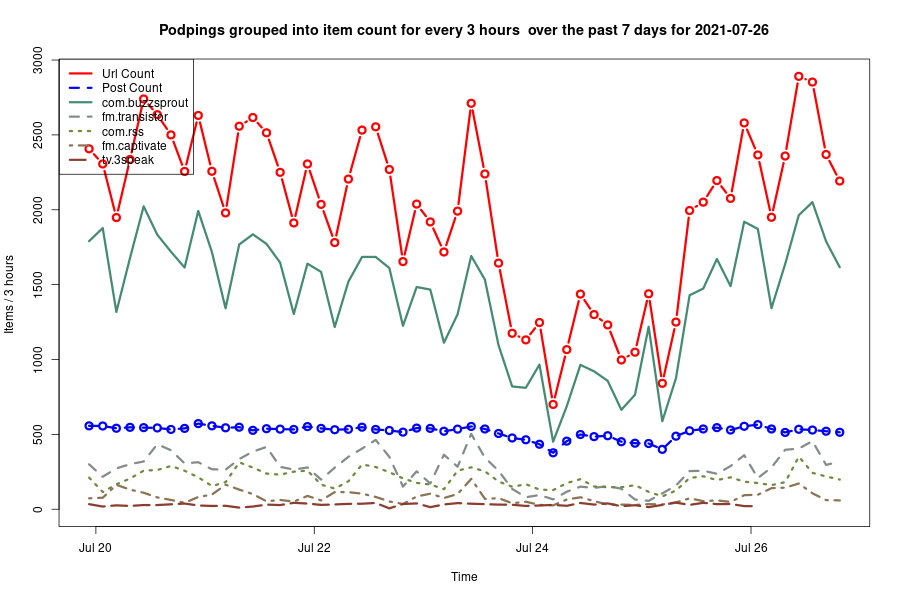 Podpings grouped into item count for every 3 hours  over the past 7 days for 2021-07-26
Items / 3 hours
3000
2500
2000
1500
1000
500
0
Url Count
Post Count
com.buzzsprout
fm.transistor
com.rss
fm.captivate
tv.3speak
Jul 20
Jul 22
Jul 24
Jul 26
Time